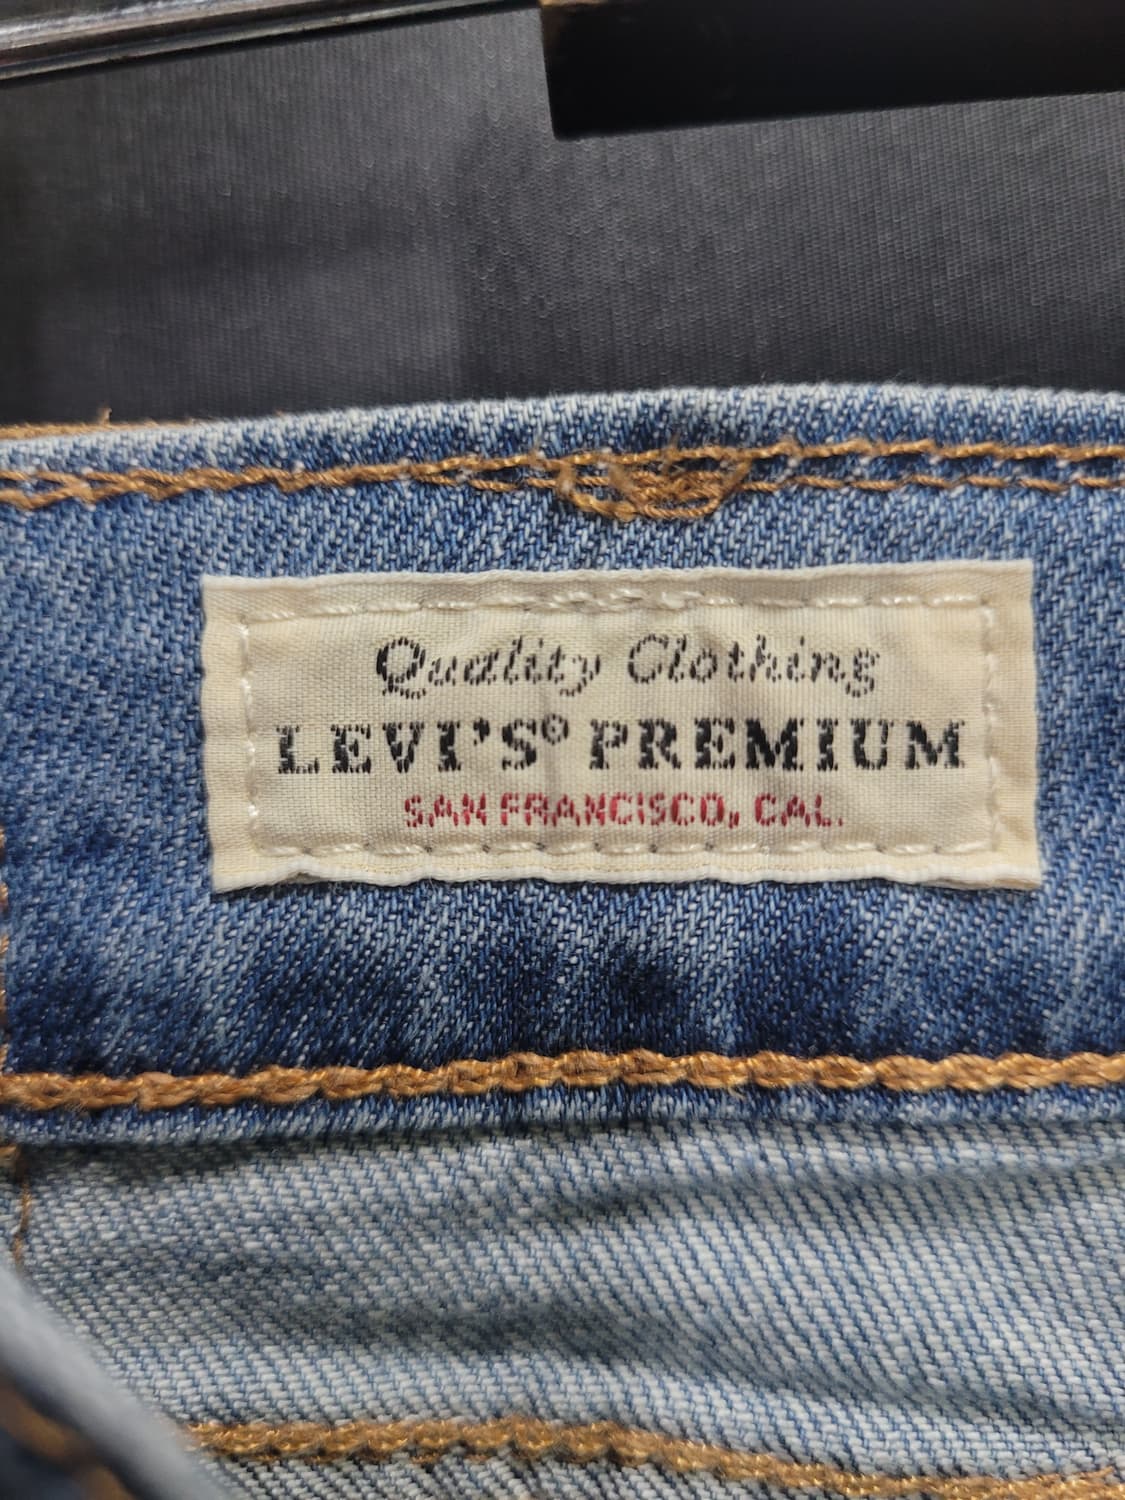 Quality Clothing
LEVI'S® PREMIUM
SAN FRANCISCO, CAL.